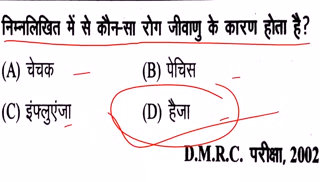 निम्नलिखित में से कौन-सा रोग जीवाणु के कारण होता है?
(A) चेचक (B) पेचिस
(C) इंफ्लुएंजा (D) हैजा
D.M.R.C. परीक्षा, 2002